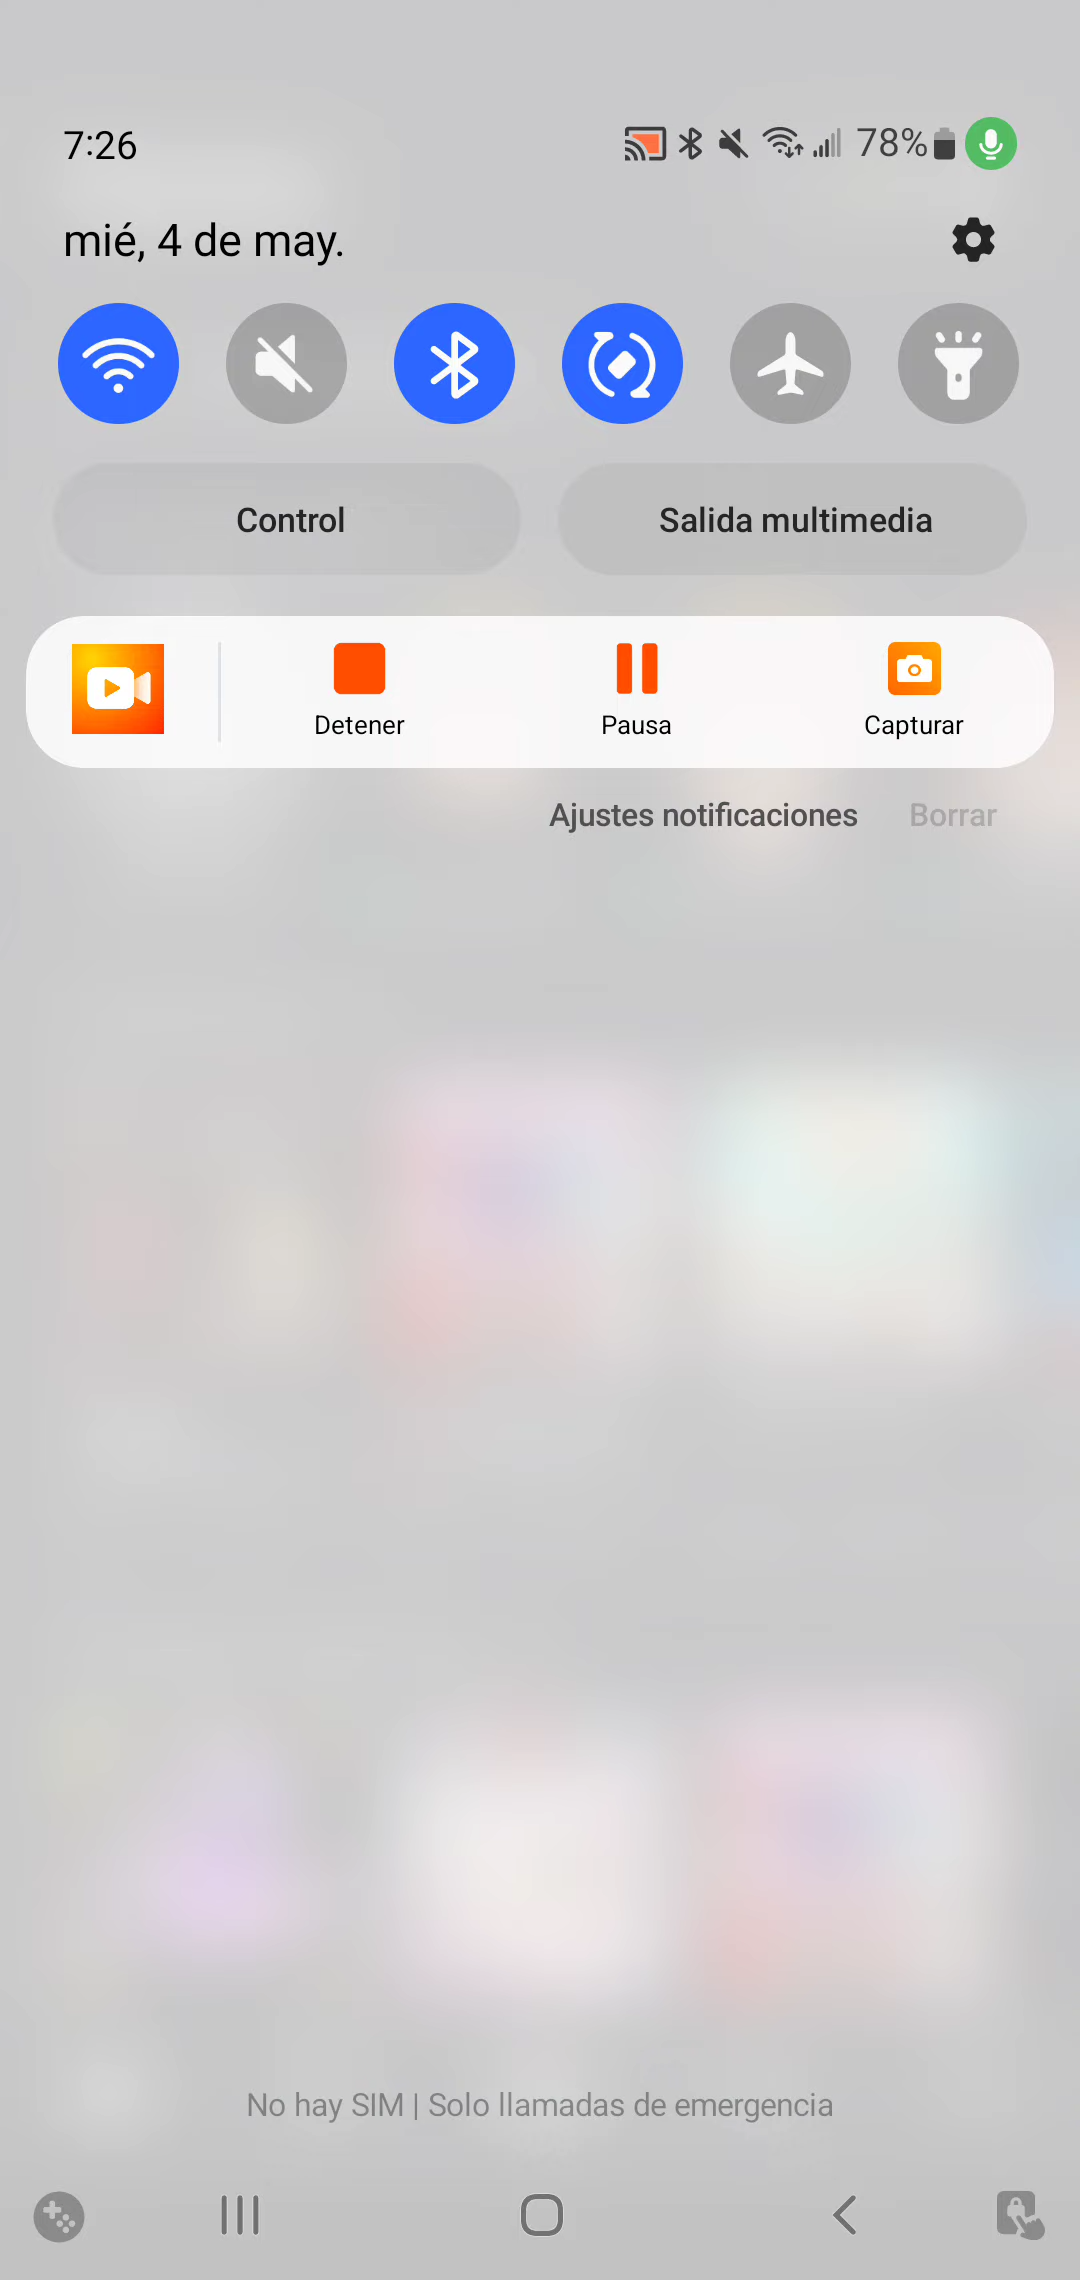 7:26
78%
mié, 4 de may.
Control
Salida multimedia
Detener
Pausa
Capturar
Ajustes notificaciones
Borrar
No hay SIM | Solo llamadas de emergencia